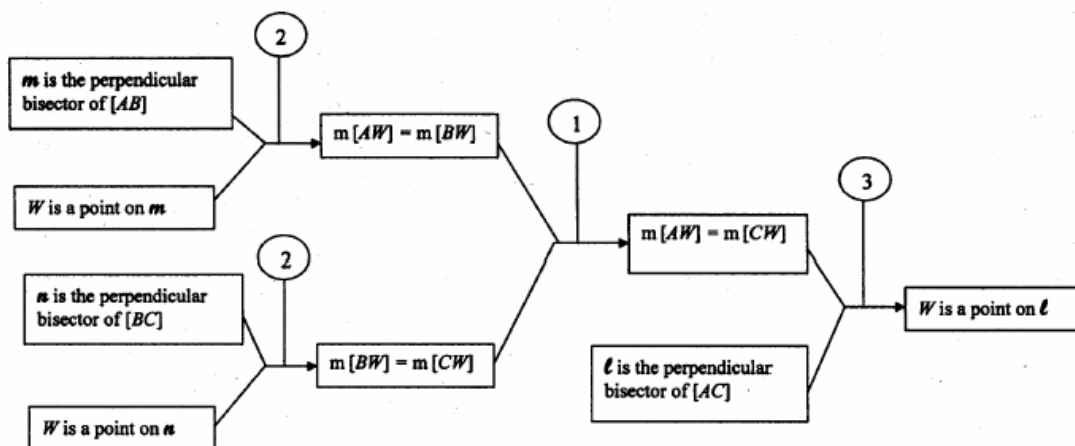 2
m is the perpendicular
bisector of [AB]
m [AW] = m [BW]
W is a point on m
1
3
m [AW] = m [CW]
W is a point on ℓ
2
n is the perpendicular
bisector of [BC]
m [BW] = m [CW]
ℓ is the perpendicular
bisector of [AC]
W is a point on n